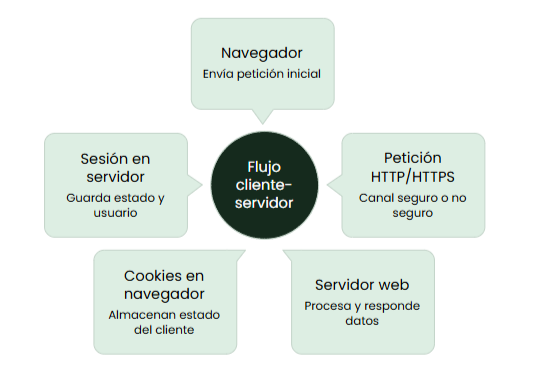 Navegador
Envía petición inicial
Sesión en
servidor
Guarda estado y
usuario
Flujo
cliente-
servidor
Petición
HTTP/HTTPS
Canal seguro o no
seguro
Cookies en
navegador
Almacenan estado
del cliente
Servidor web
Procesa y responde
datos